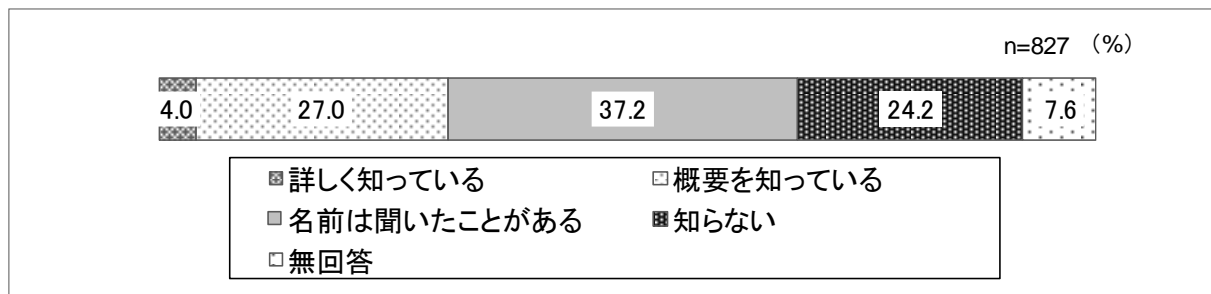 n=827 (%)
4.0 27.0 37.2 24.2 7.6
詳しく知っている 概要を知っている
名前は聞いたことがある 知らない
無回答